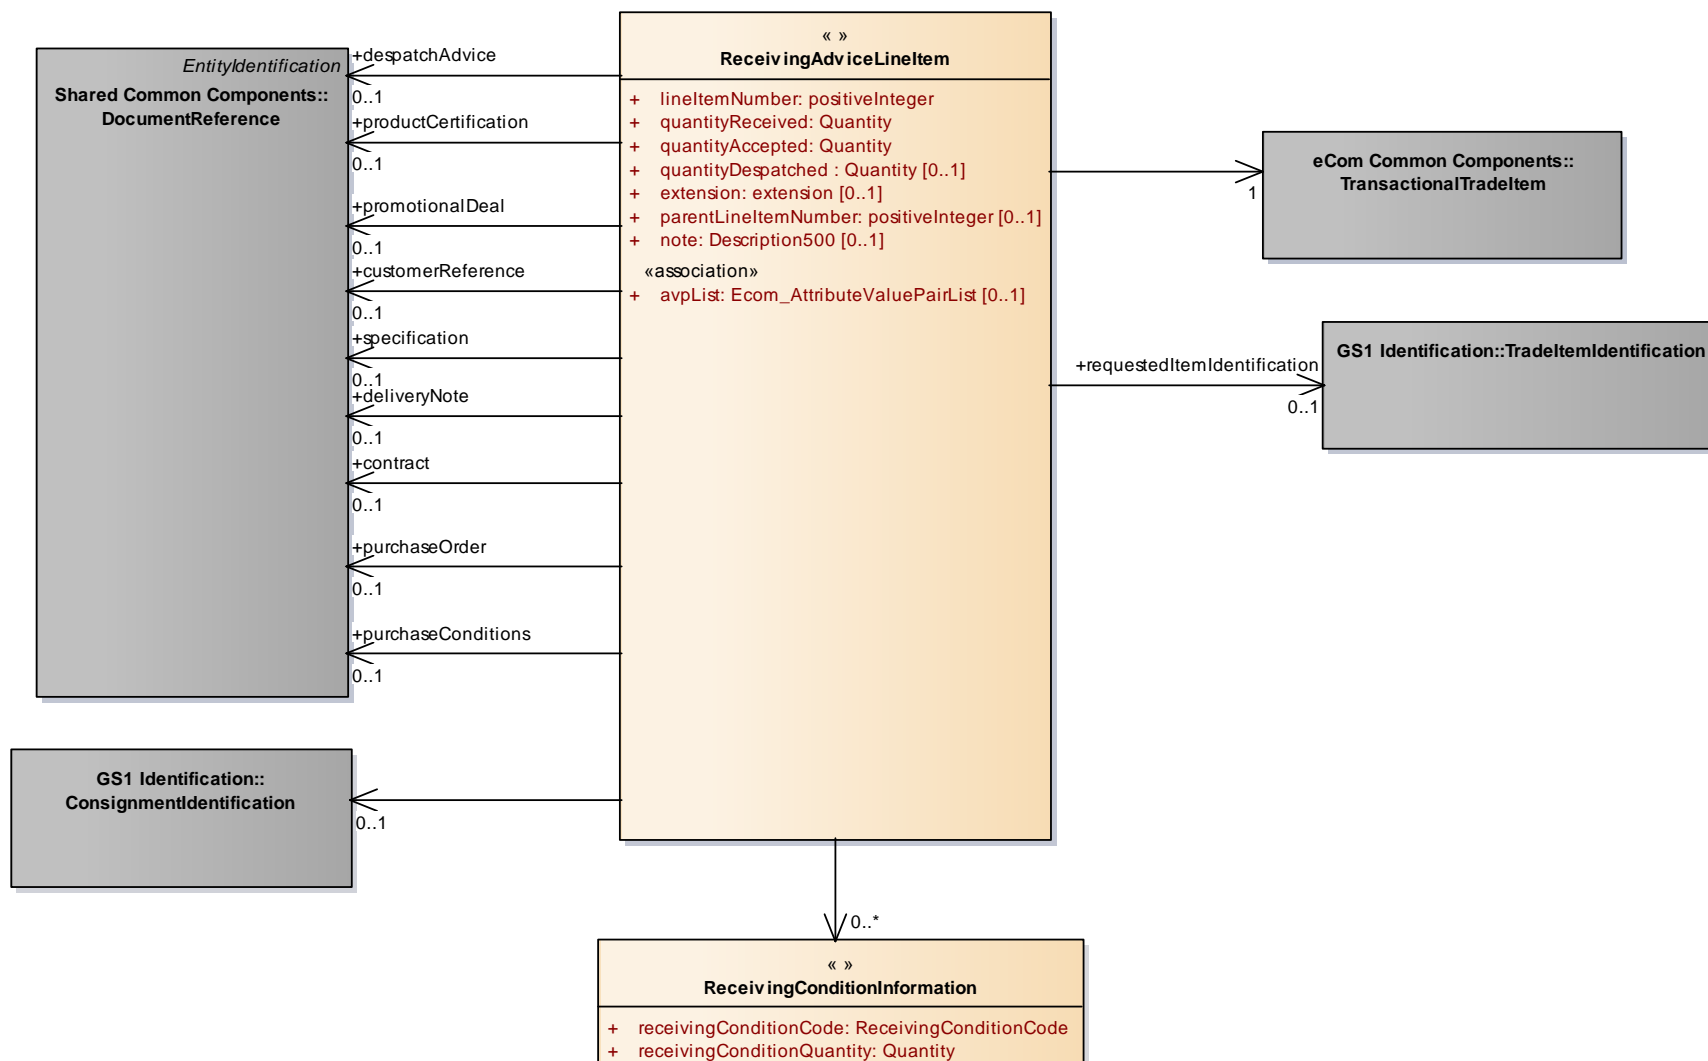 EntityIdentification
Shared Common Components::
DocumentReference
+despatchAdvice
0..1
+productCertification
0..1
+promotionalDeal
0..1
+customerReference
0..1
+specification
0..1
+deliveryNote
0..1
+contract
0..1
+purchaseOrder
0..1
+purchaseConditions
0..1
GS1 Identification::
ConsignmentIdentification
0..1
« »
ReceivingAdviceLineItem
+ lineItemNumber: positiveInteger
+ quantityReceived: Quantity
+ quantityAccepted: Quantity
+ quantityDespatched : Quantity [0..1]
+ extension: extension [0..1]
+ parentLineItemNumber: positiveInteger [0..1]
+ note: Description500 [0..1]
«association»
+ avpList: Ecom_AttributeValuePairList [0..1]
1
eCom Common Components::
TransactionalTradeItem
+requestedItemIdentification
0..1
GS1 Identification::TradeItemIdentification
0..*
« »
ReceivingConditionInformation
+ receivingConditionCode: ReceivingConditionCode
+ receivingConditionQuantity: Quantity